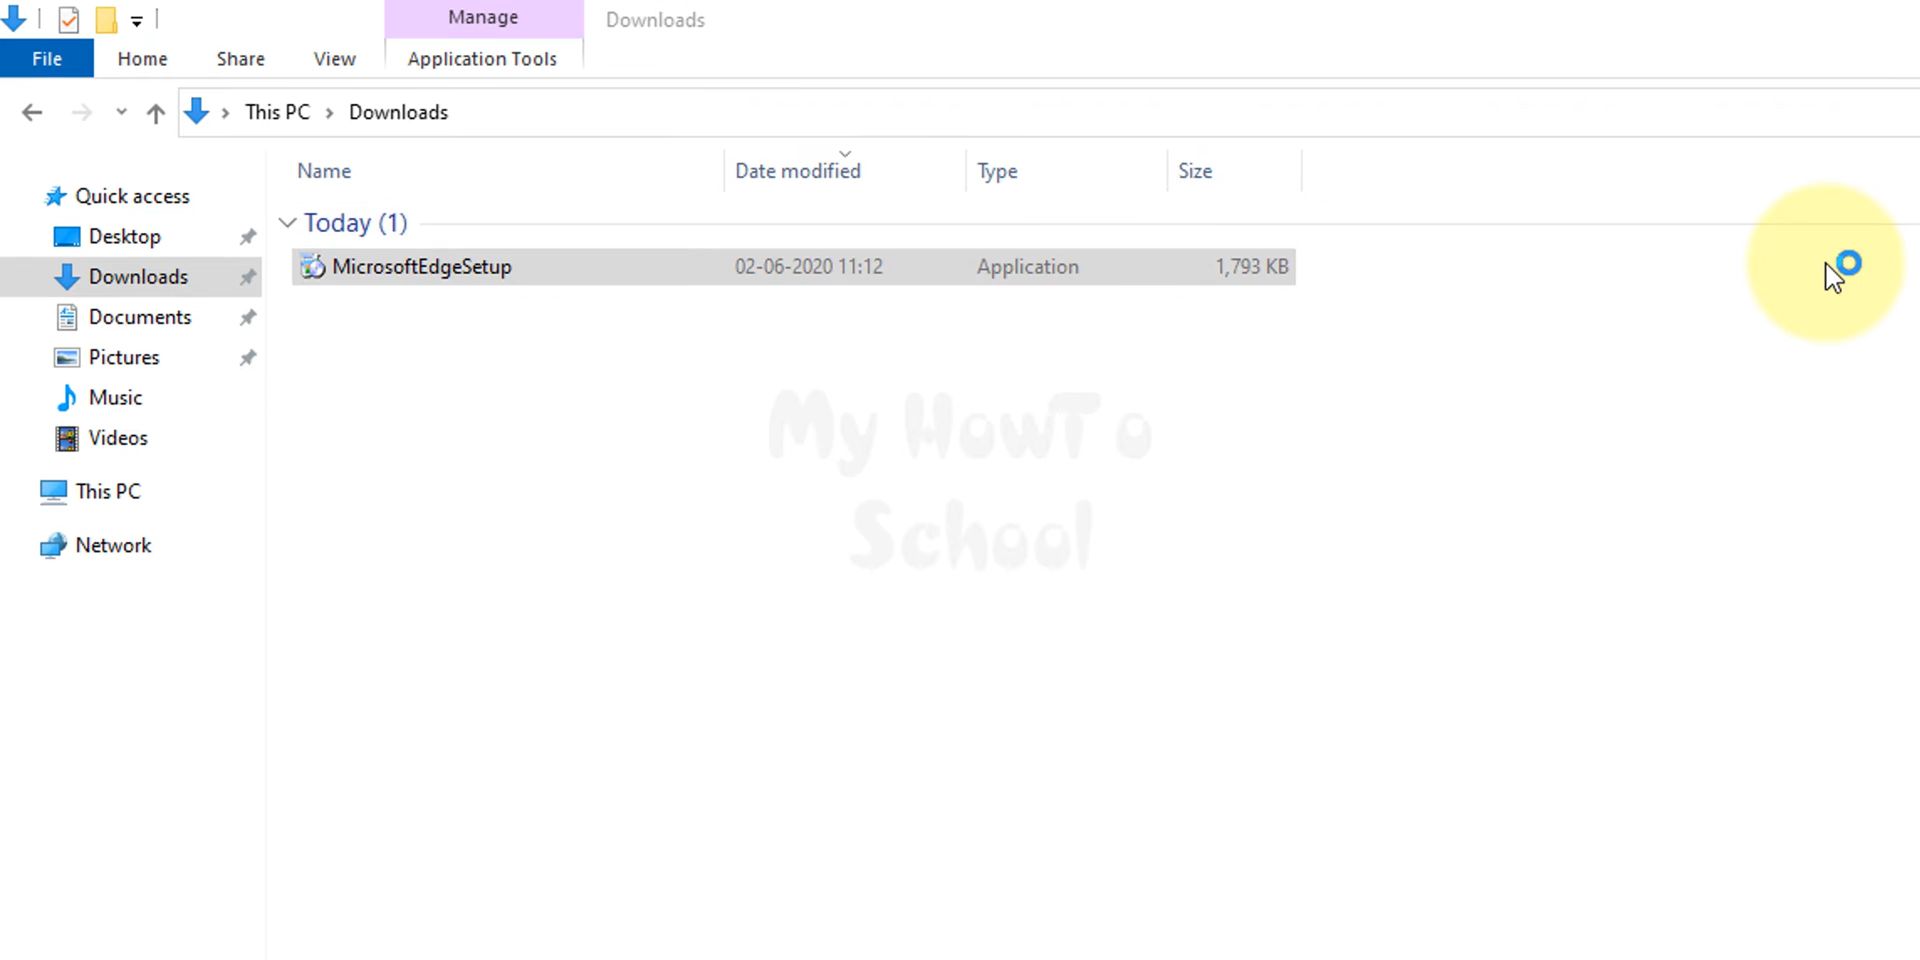 Manage
Downloads
File
Home
Share
View
Application Tools
This PC
Downloads
Name
Date modified
Type
Size
Quick access
Desktop
Downloads
Documents
Pictures
Music
Videos
This PC
Network
Today (1)
MicrosoftEdgeSetup
02-06-2020 11:12
Application
1,793 KB
My HowTo
School